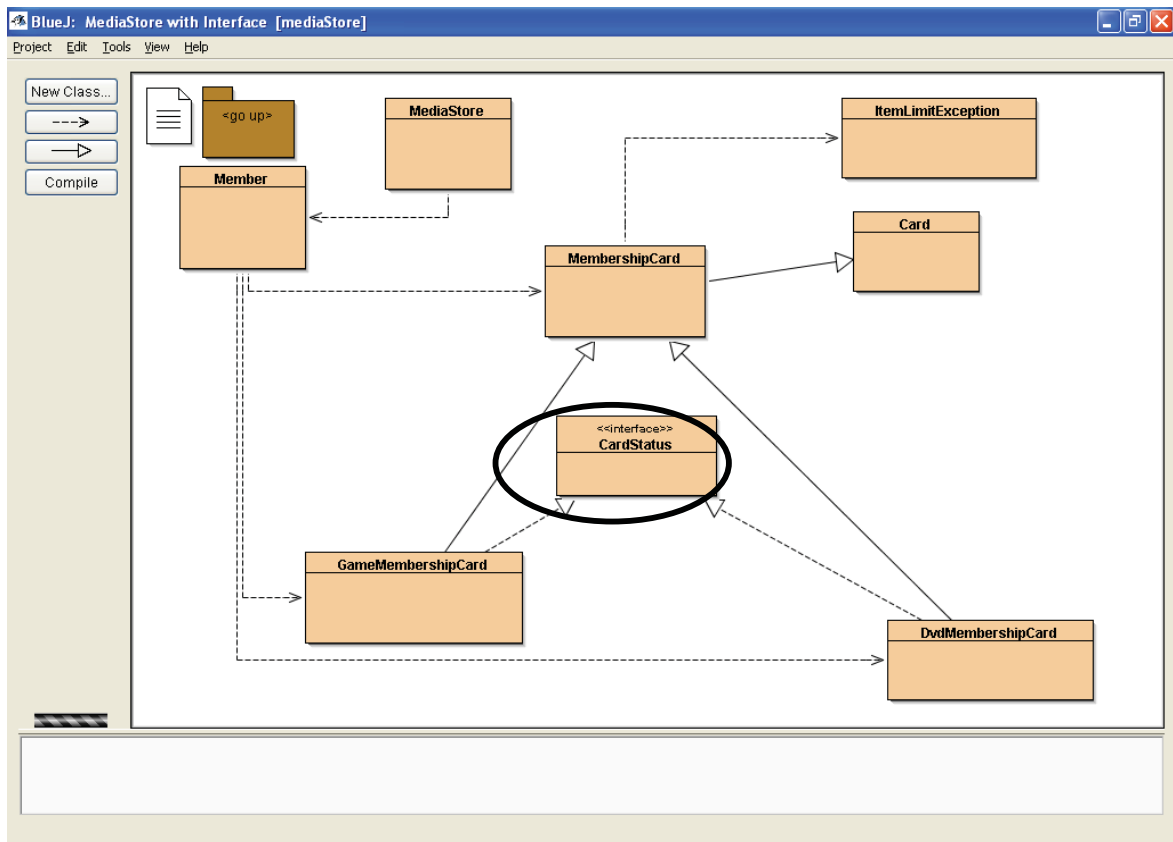 BlueJ: MediaStore with Interface [mediaStore]
Project Edit Tools View Help
New Class...
Compile
<go up>
MediaStore
ItemLimitException
Member
Card
MembershipCard
<<interface>>
CardStatus
GameMembershipCard
DvdMembershipCard